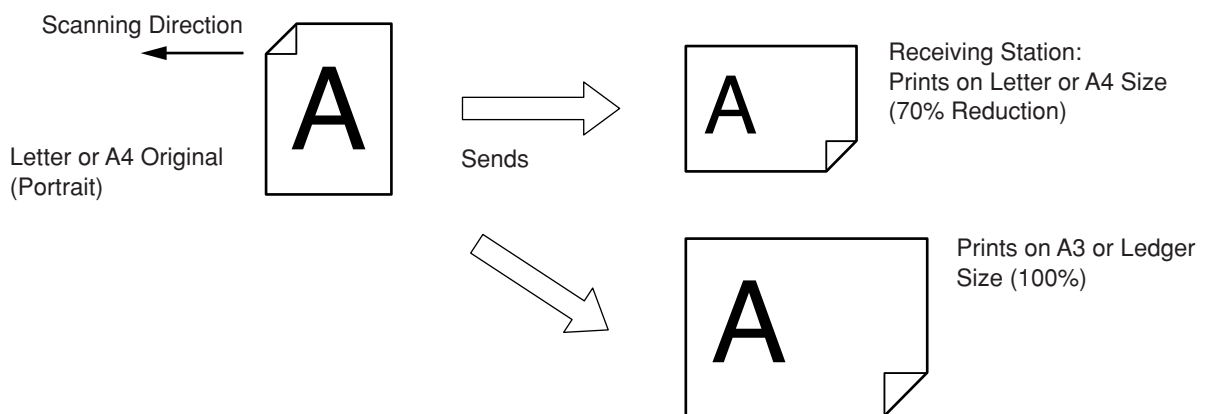 Scanning Direction
A
Letter or A4 Original
(Portrait)
Sends
A
Receiving Station:
Prints on Letter or A4 Size
(70% Reduction)
A
Prints on A3 or Ledger
Size (100%)